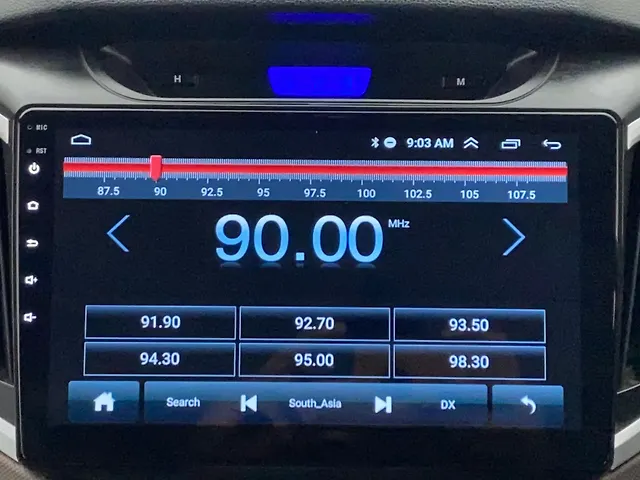 H M
MIC
RST
9:03 AM
87.5 90 92.5 95 97.5 100 102.5 105 107.5
90.00 MHz
91.90 92.70 93.50
94.30 95.00 98.30
Search South_Asia DX